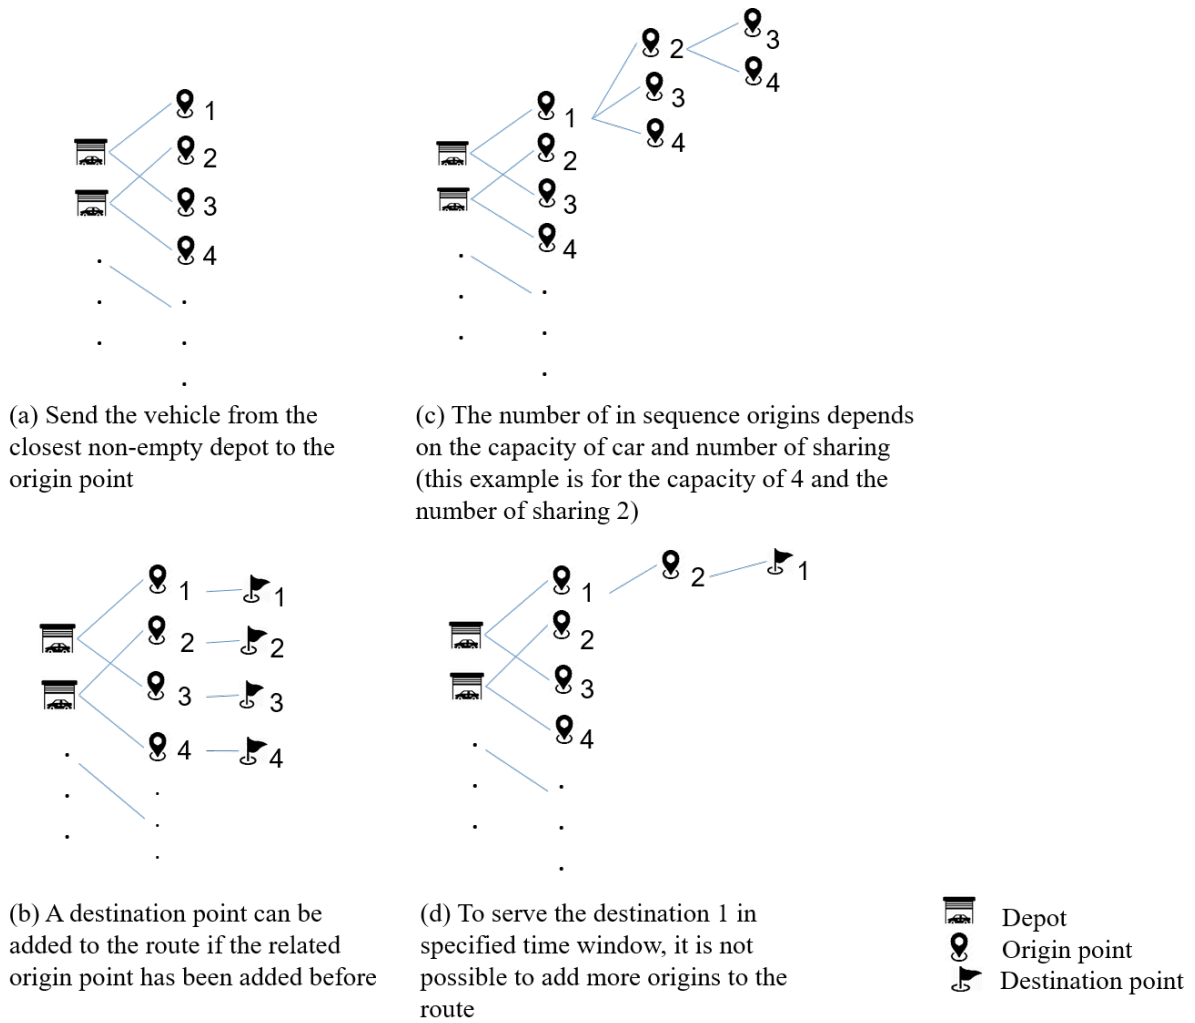 1
2
3
4
(a) Send the vehicle from the
closest non-empty depot to the
origin point
2
3
4
3
4
1
2
3
4
(c) The number of in sequence origins depends
on the capacity of car and number of sharing
(this example is for the capacity of 4 and the
number of sharing 2)
1 1
2 2
3 3
4 4
(b) A destination point can be
added to the route if the related
origin point has been added before
1 2 1
2
3
4
(d) To serve the destination 1 in
specified time window, it is not
possible to add more origins to the
route
Depot
Origin point
Destination point